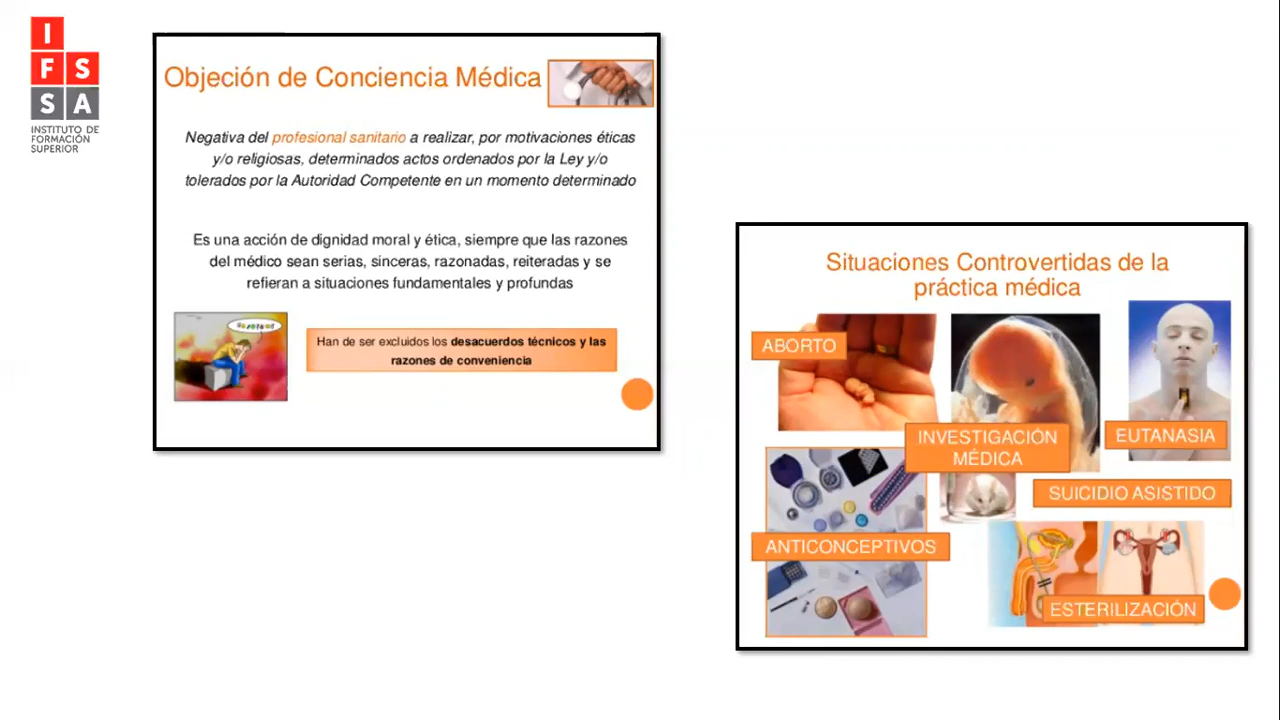 I
F S
S A
INSTITUTO DE
FORMACIÓN
SUPERIOR
Objeción de Conciencia Médica
Negativa del profesional sanitario a realizar, por motivaciones éticas
y/o religiosas, determinados actos ordenados por la Ley y/o
tolerados por la Autoridad Competente en un momento determinado
Es una acción de dignidad moral y ética, siempre que las razones
del médico sean serias, sinceras, razonadas, reiteradas y se
refieran a situaciones fundamentales y profundas
Han de ser excluidos los desacuerdos técnicos y las
razones de conveniencia
Situaciones Controvertidas de la
práctica médica
ABORTO
INVESTIGACIÓN
MÉDICA
EUTANASIA
SUICIDIO ASISTIDO
ANTICONCEPTIVOS
ESTERILIZACIÓN